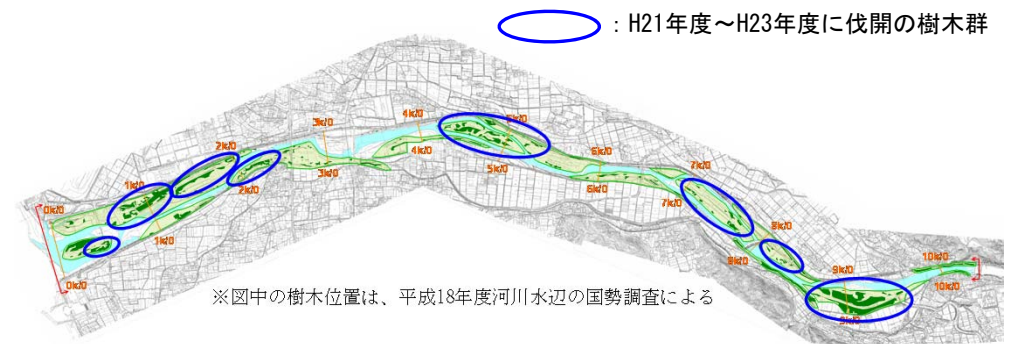 ：H21年度～H23年度に伐開の樹木群
0k/0
1k/0
2k/0
3k/0
4k/0
5k/0
6k/0
7k/0
8k/0
9k/0
10k/0
0k/0
1k/0
2k/0
3k/0
4k/0
5k/0
6k/0
7k/0
8k/0
9k/0
10k/0
※図中の樹木位置は、平成18年度河川水辺の国勢調査による